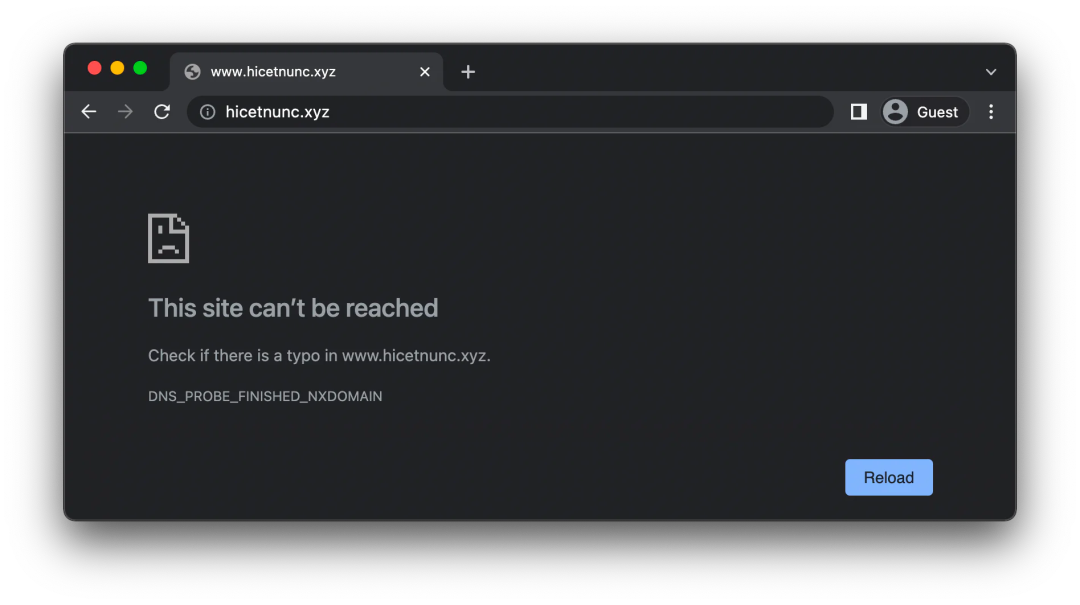 www.hicetnunc.xyz
hicetnunc.xyz
Guest
This site can’t be reached
Check if there is a typo in www.hicetnunc.xyz.
DNS_PROBE_FINISHED_NXDOMAIN
Reload